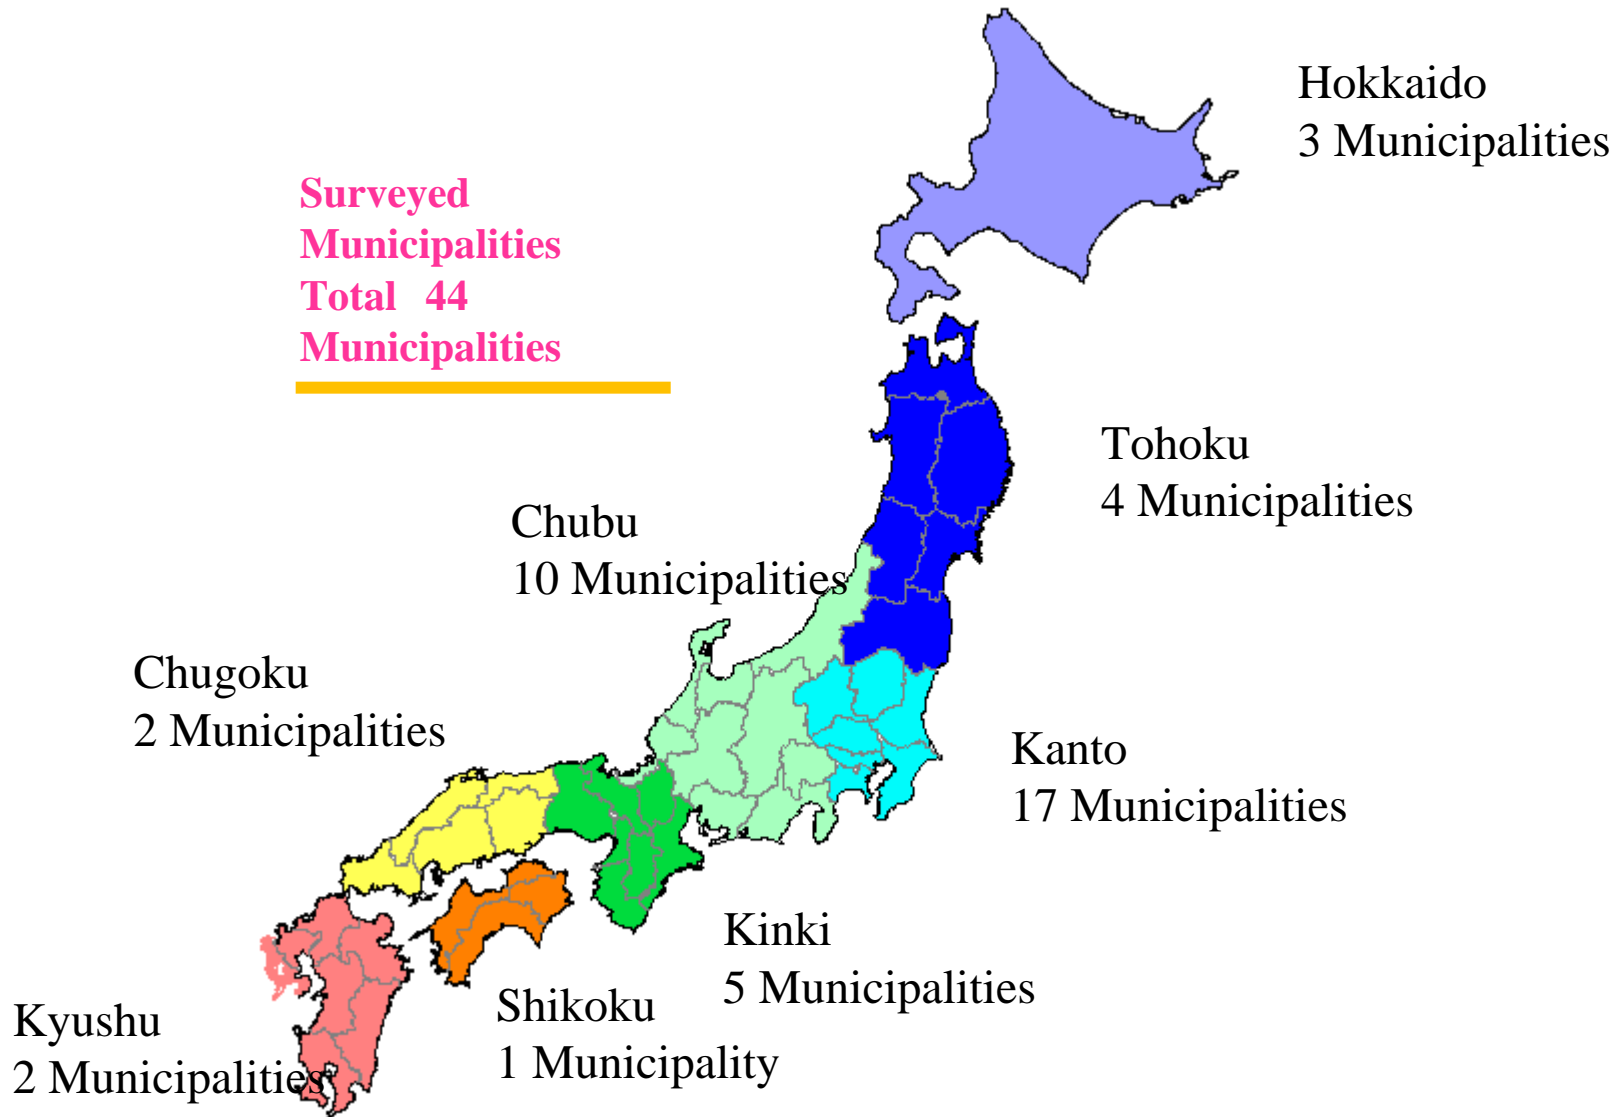 Hokkaido
3 Municipalities
Surveyed
Municipalities
Total 44
Municipalities
Tohoku
4 Municipalities
Chubu
10 Municipalities
Chugoku
2 Municipalities
Kanto
17 Municipalities
Kinki
5 Municipalities
Shikoku
1 Municipality
Kyushu
2 Municipalities